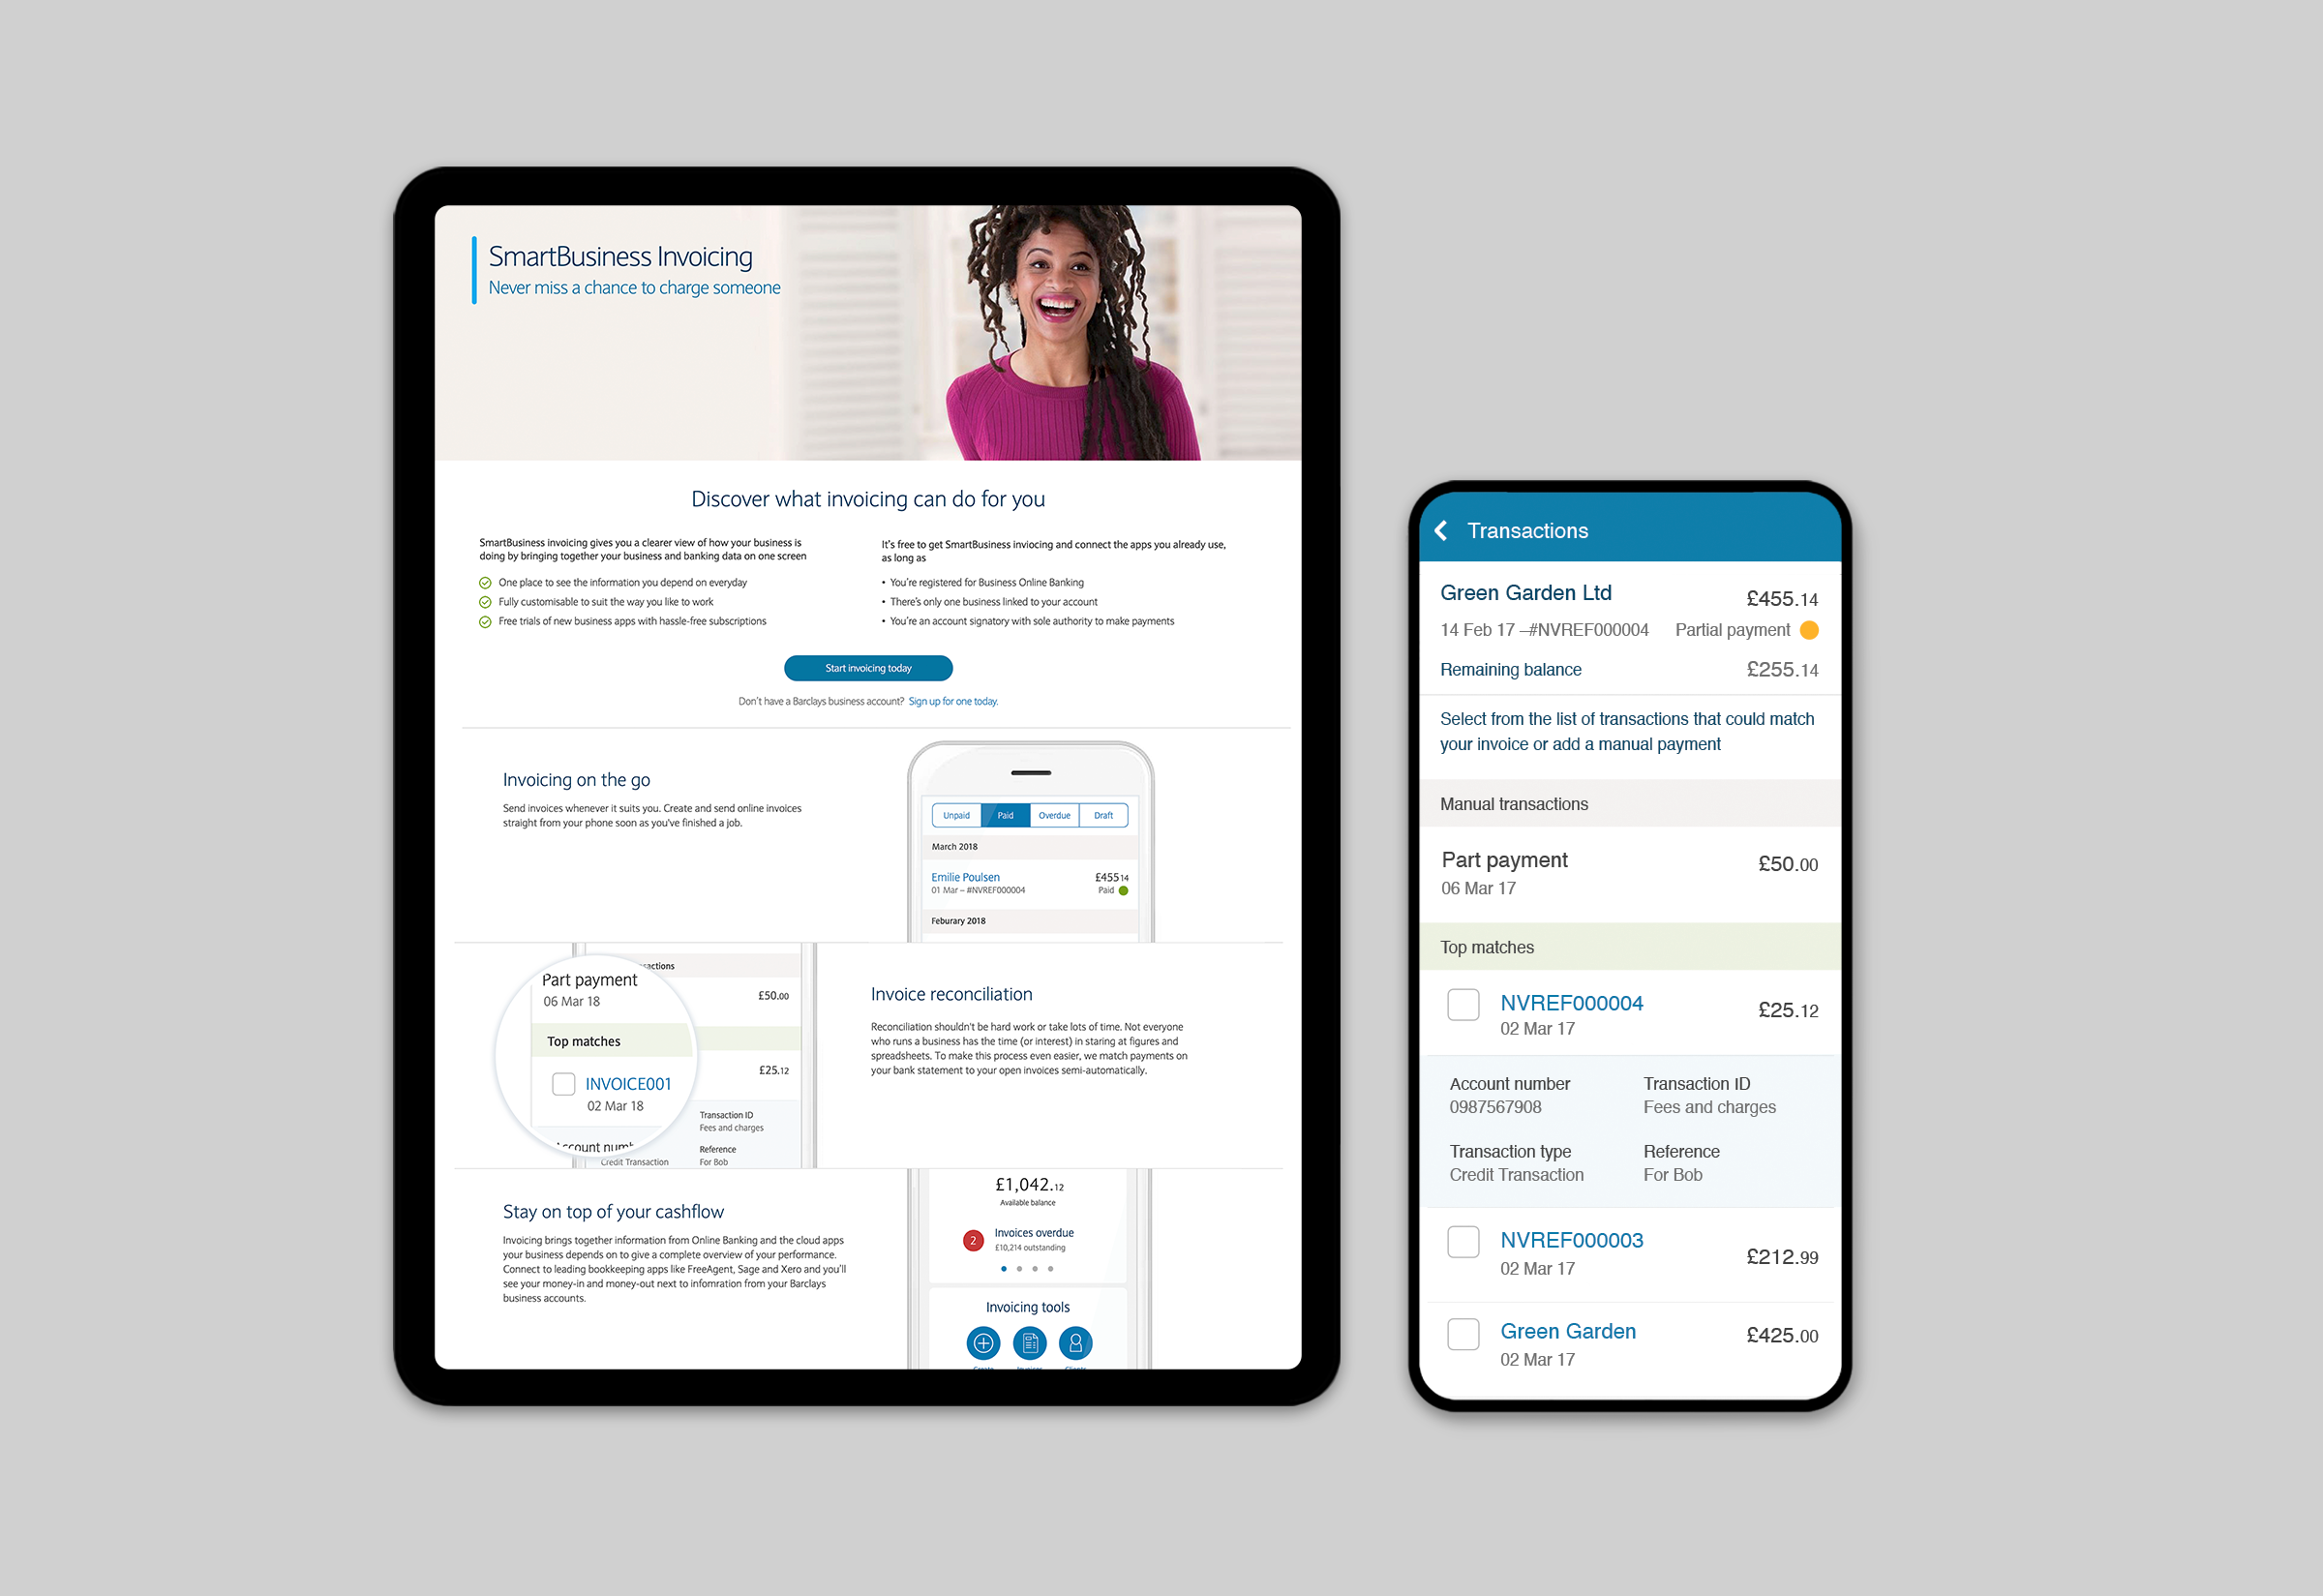 SmartBusiness Invoicing
Never miss a chance to charge someone
Discover what invoicing can do for you
SmartBusiness invoicing gives you a clearer view of how your business is
doing by bringing together your business and banking data on one screen
One place to see the information you depend on everyday
Fully customisable to suit the way you like to work
Free trials of new business apps with hassle-free subscriptions
It's free to get SmartBusiness inviocing and connect the apps you already use,
as long as
• You're registered for Business Online Banking
• There's only one business linked to your account
• You're an account signatory with sole authority to make payments
Start invoicing today
Don't have a Barclays business account? Sign up for one today.
Invoicing on the go
Send invoices whenever it suits you. Create and send online invoices
straight from your phone soon as you've finished a job.
Unpaid Paid Overdue Draft
March 2018
Emilie Poulsen £455 14
01 Mar – #NVREF000004 Paid
Feburary 2018
Part payment
06 Mar 18
Top matches
INVOICE001
02 Mar 18
£50.00
£25.12
Transaction ID
Fees and charges
Reference
Credit Transaction For Bob
Invoice reconciliation
Reconciliation shouldn't be hard work or take lots of time. Not everyone
who runs a business has the time (or interest) in staring at figures and
spreadsheets. To make this process even easier, we match payments on
your bank statement to your open invoices semi-automatically.
Stay on top of your cashflow
Invoicing brings together information from Online Banking and the cloud apps
your business depends on to give a complete overview of your performance.
Connect to leading bookkeeping apps like FreeAgent, Sage and Xero and you'll
see your money-in and money-out next to infomration from your Barclays
business accounts.
£1,042.12
Available balance
2 Invoices overdue
£10,214 outstanding
Invoicing tools
Transactions
Green Garden Ltd £455.14
14 Feb 17 –#NVREF000004 Partial payment
Remaining balance £255.14
Select from the list of transactions that could match
your invoice or add a manual payment
Manual transactions
Part payment £50.00
06 Mar 17
Top matches
NVREF000004 £25.12
02 Mar 17
Account number Transaction ID
0987567908 Fees and charges
Transaction type Reference
Credit Transaction For Bob
NVREF000003 £212.99
02 Mar 17
Green Garden £425.00
02 Mar 17